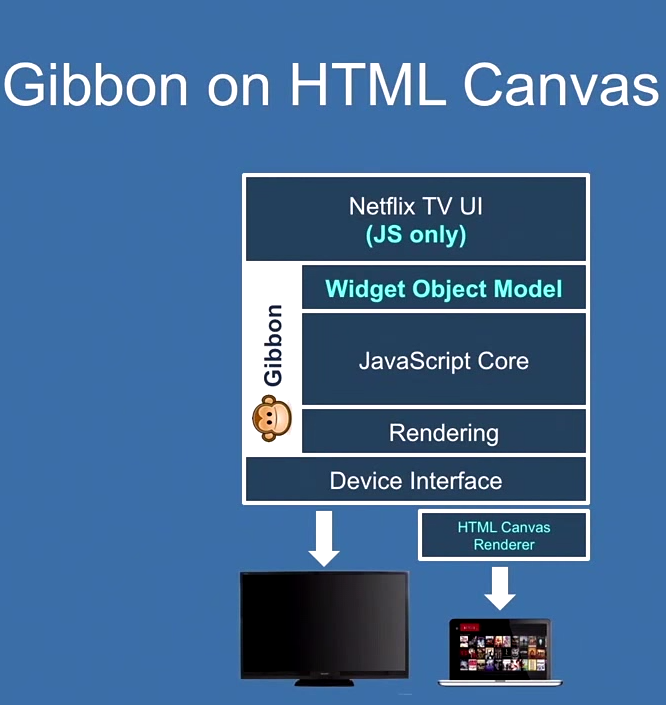 Gibbon on HTML Canvas
Netflix TV UI
(JS only)
Widget Object Model
Gibbon
JavaScript Core
Rendering
Device Interface
HTML Canvas
Renderer